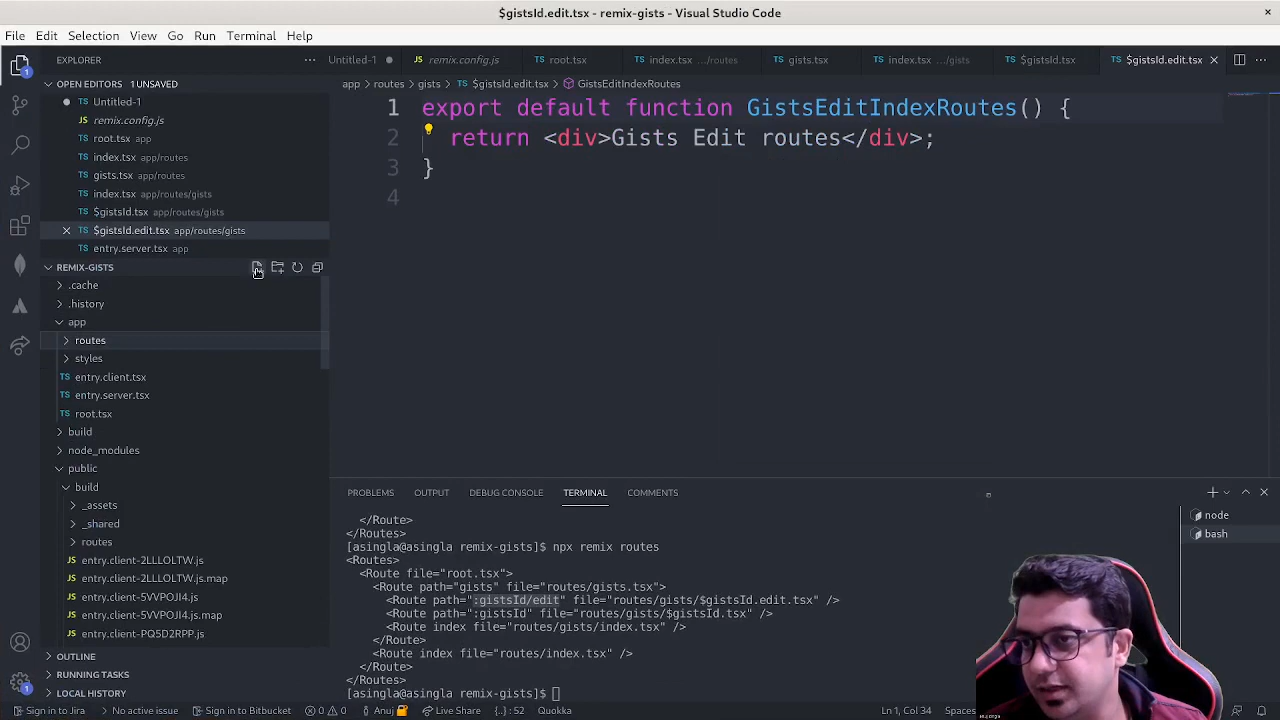 $gistsId.edit.tsx - remix-gists - Visual Studio Code
File Edit Selection View Go Run Terminal Help
EXPLORER
Untitled-1 remix.config.js root.tsx index.tsx .../routes gists.tsx index.tsx .../gists $gistsId.tsx $gistsId.edit.tsx
OPEN EDITORS 1 UNSAVED
app > routes > gists > $gistsId.edit.tsx > GistsEditIndexRoutes
Untitled-1
remix.config.js
root.tsx app
index.tsx app/routes
gists.tsx app/routes
index.tsx app/routes/gists
$gistsId.tsx app/routes/gists
$gistsId.edit.tsx app/routes/gists
entry.server.tsx app
1 export default function GistsEditIndexRoutes() {
2 return <div>Gists Edit routes</div>;
3 }
4
REMIX-GISTS
.cache
.history
app
routes
styles
entry.client.tsx
entry.server.tsx
root.tsx
build
node_modules
public
build
_assets
_shared
routes
entry.client-2LLLOLTW.js
entry.client-2LLLOLTW.js.map
entry.client-5VVPOJI4.js
entry.client-5VVPOJI4.js.map
entry.client-PQ5D2RPP.js
OUTLINE
RUNNING TASKS
LOCAL HISTORY
PROBLEMS OUTPUT DEBUG CONSOLE TERMINAL COMMENTS
</Route>
</Routes>
[asingla@asingla remix-gists]$ npx remix routes
<Routes>
<Route file="root.tsx">
<Route path="gists" file="routes/gists.tsx">
<Route path=":gistsId/edit" file="routes/gists/$gistsId.edit.tsx" />
<Route path=":gistsId" file="routes/gists/$gistsId.tsx" />
<Route index file="routes/gists/index.tsx" />
</Route>
<Route index file="routes/index.tsx" />
</Route>
</Routes>
[asingla@asingla remix-gists]$
node
bash
1
1
Sign in to Jira No active issue Sign in to Bitbucket 0 0 Anuj Live Share {..} : 52 Quokka Ln 1, Col 34 Spaces